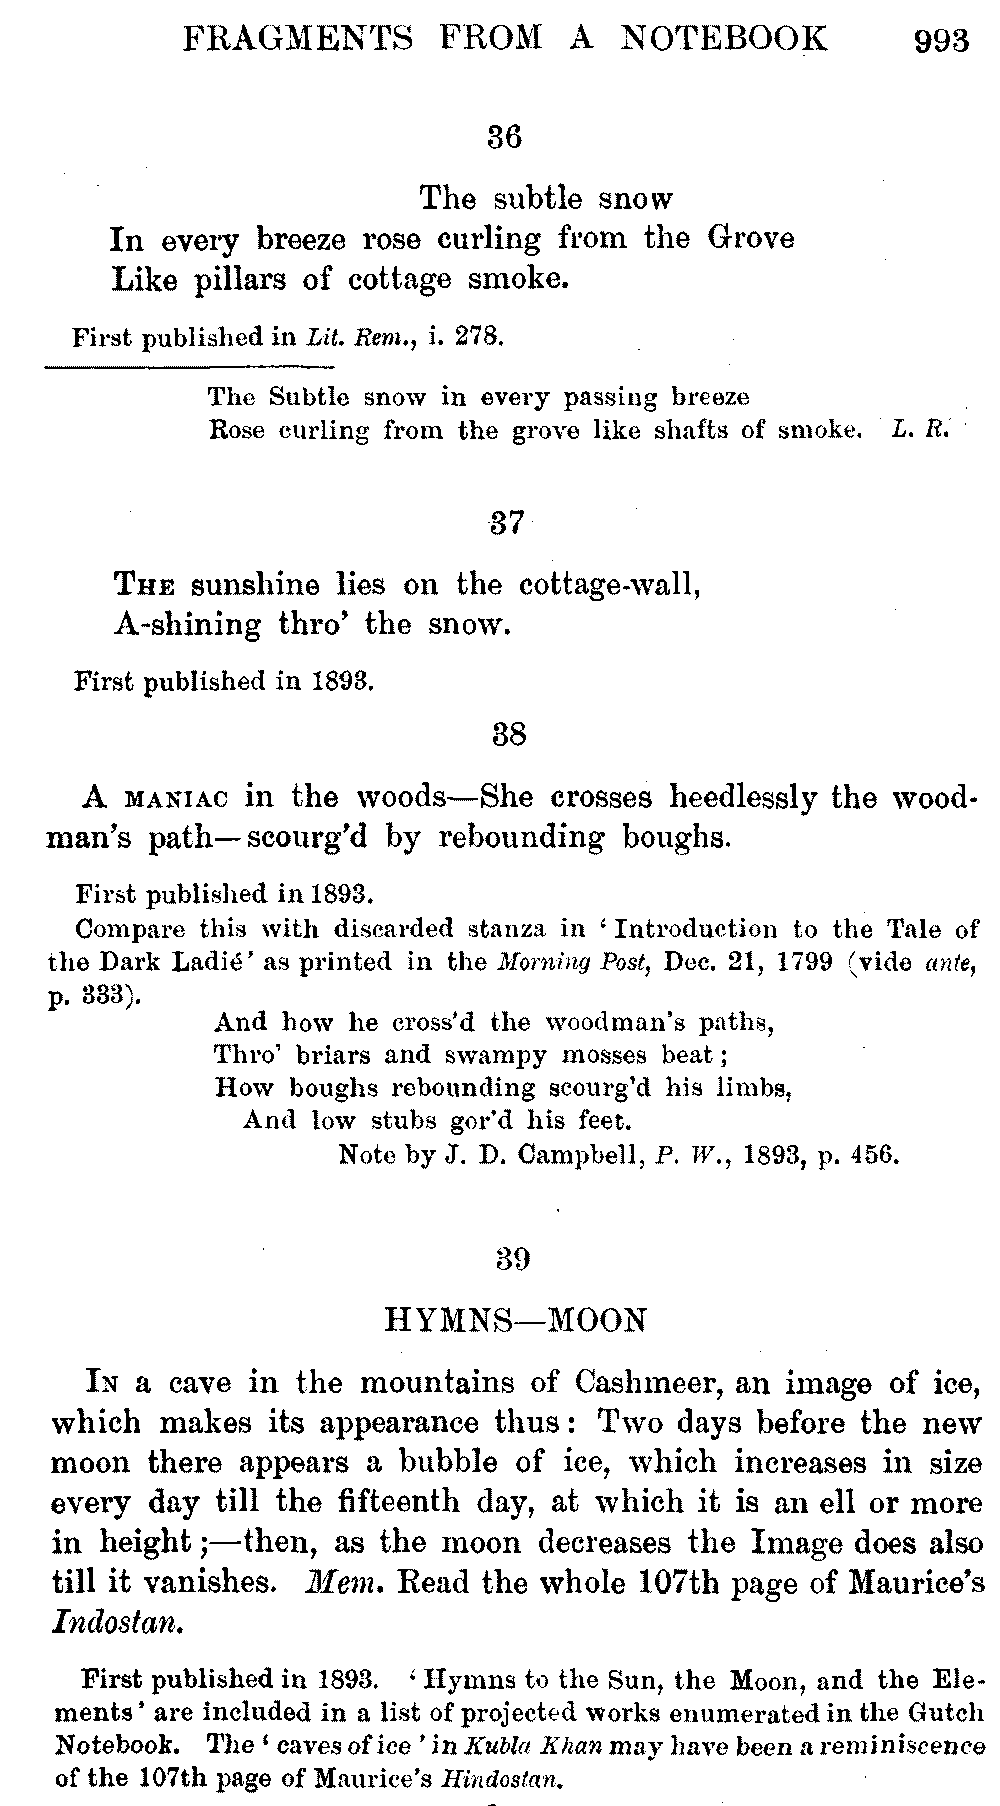 FRAGMENTS FROM A NOTEBOOK 993
36
The subtle snow
In every breeze rose curling from the Grove
Like pillars of cottage smoke.
First published in Lit. Rem., i. 278.
The Subtle snow in every passing breeze
Rose curling from the grove like shafts of smoke. L. R.
37
THE sunshine lies on the cottage-wall,
A-shining thro' the snow.
First published in 1893.
38
A MANIAC in the woods—She crosses heedlessly the wood-
man's path—scourg'd by rebounding boughs.
First published in 1893.
Compare this with discarded stanza in ‘Introduction to the Tale of
the Dark Ladié’ as printed in the Morning Post, Dec. 21, 1799 (vide ante,
p. 333).
And how he cross'd the woodman's paths,
Thro' briars and swampy mosses beat;
How boughs rebounding scourg'd his limbs,
And low stubs gor'd his feet.
Note by J. D. Campbell, P. W., 1893, p. 456.
39
HYMNS—MOON
IN a cave in the mountains of Cashmeer, an image of ice,
which makes its appearance thus: Two days before the new
moon there appears a bubble of ice, which increases in size
every day till the fifteenth day, at which it is an ell or more
in height;—then, as the moon decreases the Image does also
till it vanishes. Mem. Read the whole 107th page of Maurice's
Indostan.
First published in 1893. ‘Hymns to the Sun, the Moon, and the Ele-
ments’ are included in a list of projected works enumerated in the Gutch
Notebook. The ‘caves of ice’ in Kubla Khan may have been a reminiscence
of the 107th page of Maurice's Hindostan.